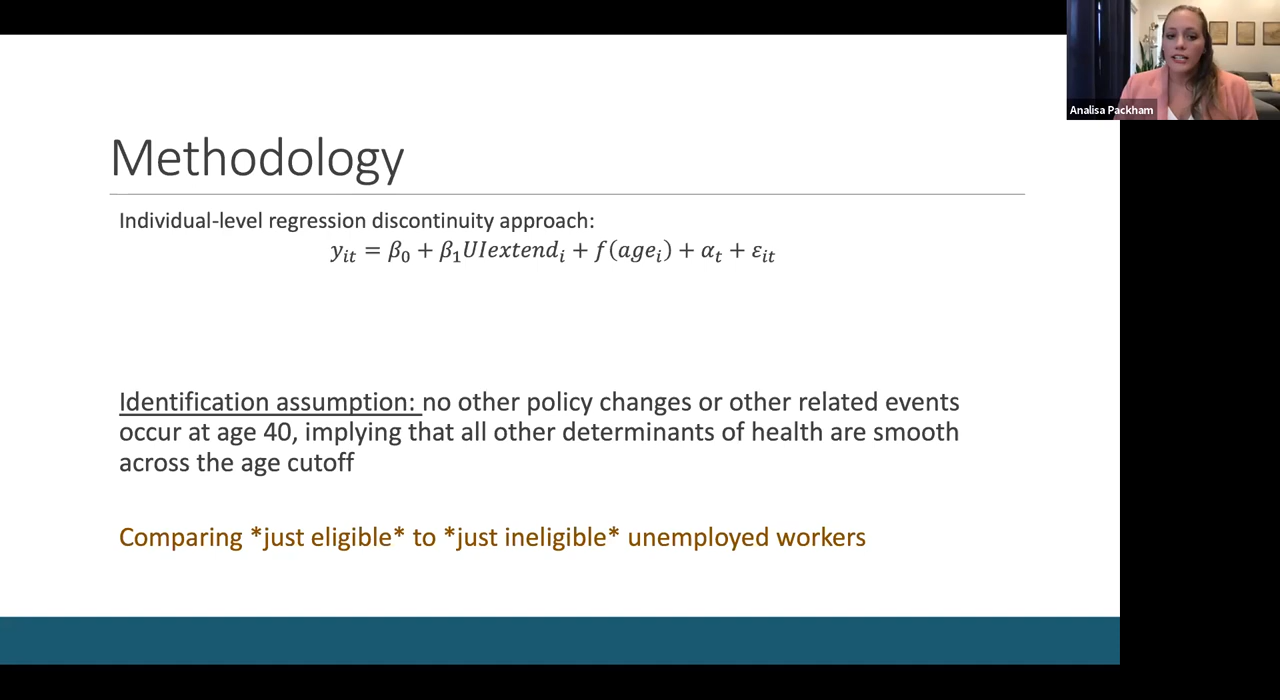 Analisa Packham
Methodology
Individual-level regression discontinuity approach:
𝑦ᵢₜ = β₀ + β₁UIextendᵢ + f(ageᵢ) + αₜ + εᵢₜ
Identification assumption: no other policy changes or other related events
occur at age 40, implying that all other determinants of health are smooth
across the age cutoff
Comparing *just eligible* to *just ineligible* unemployed workers